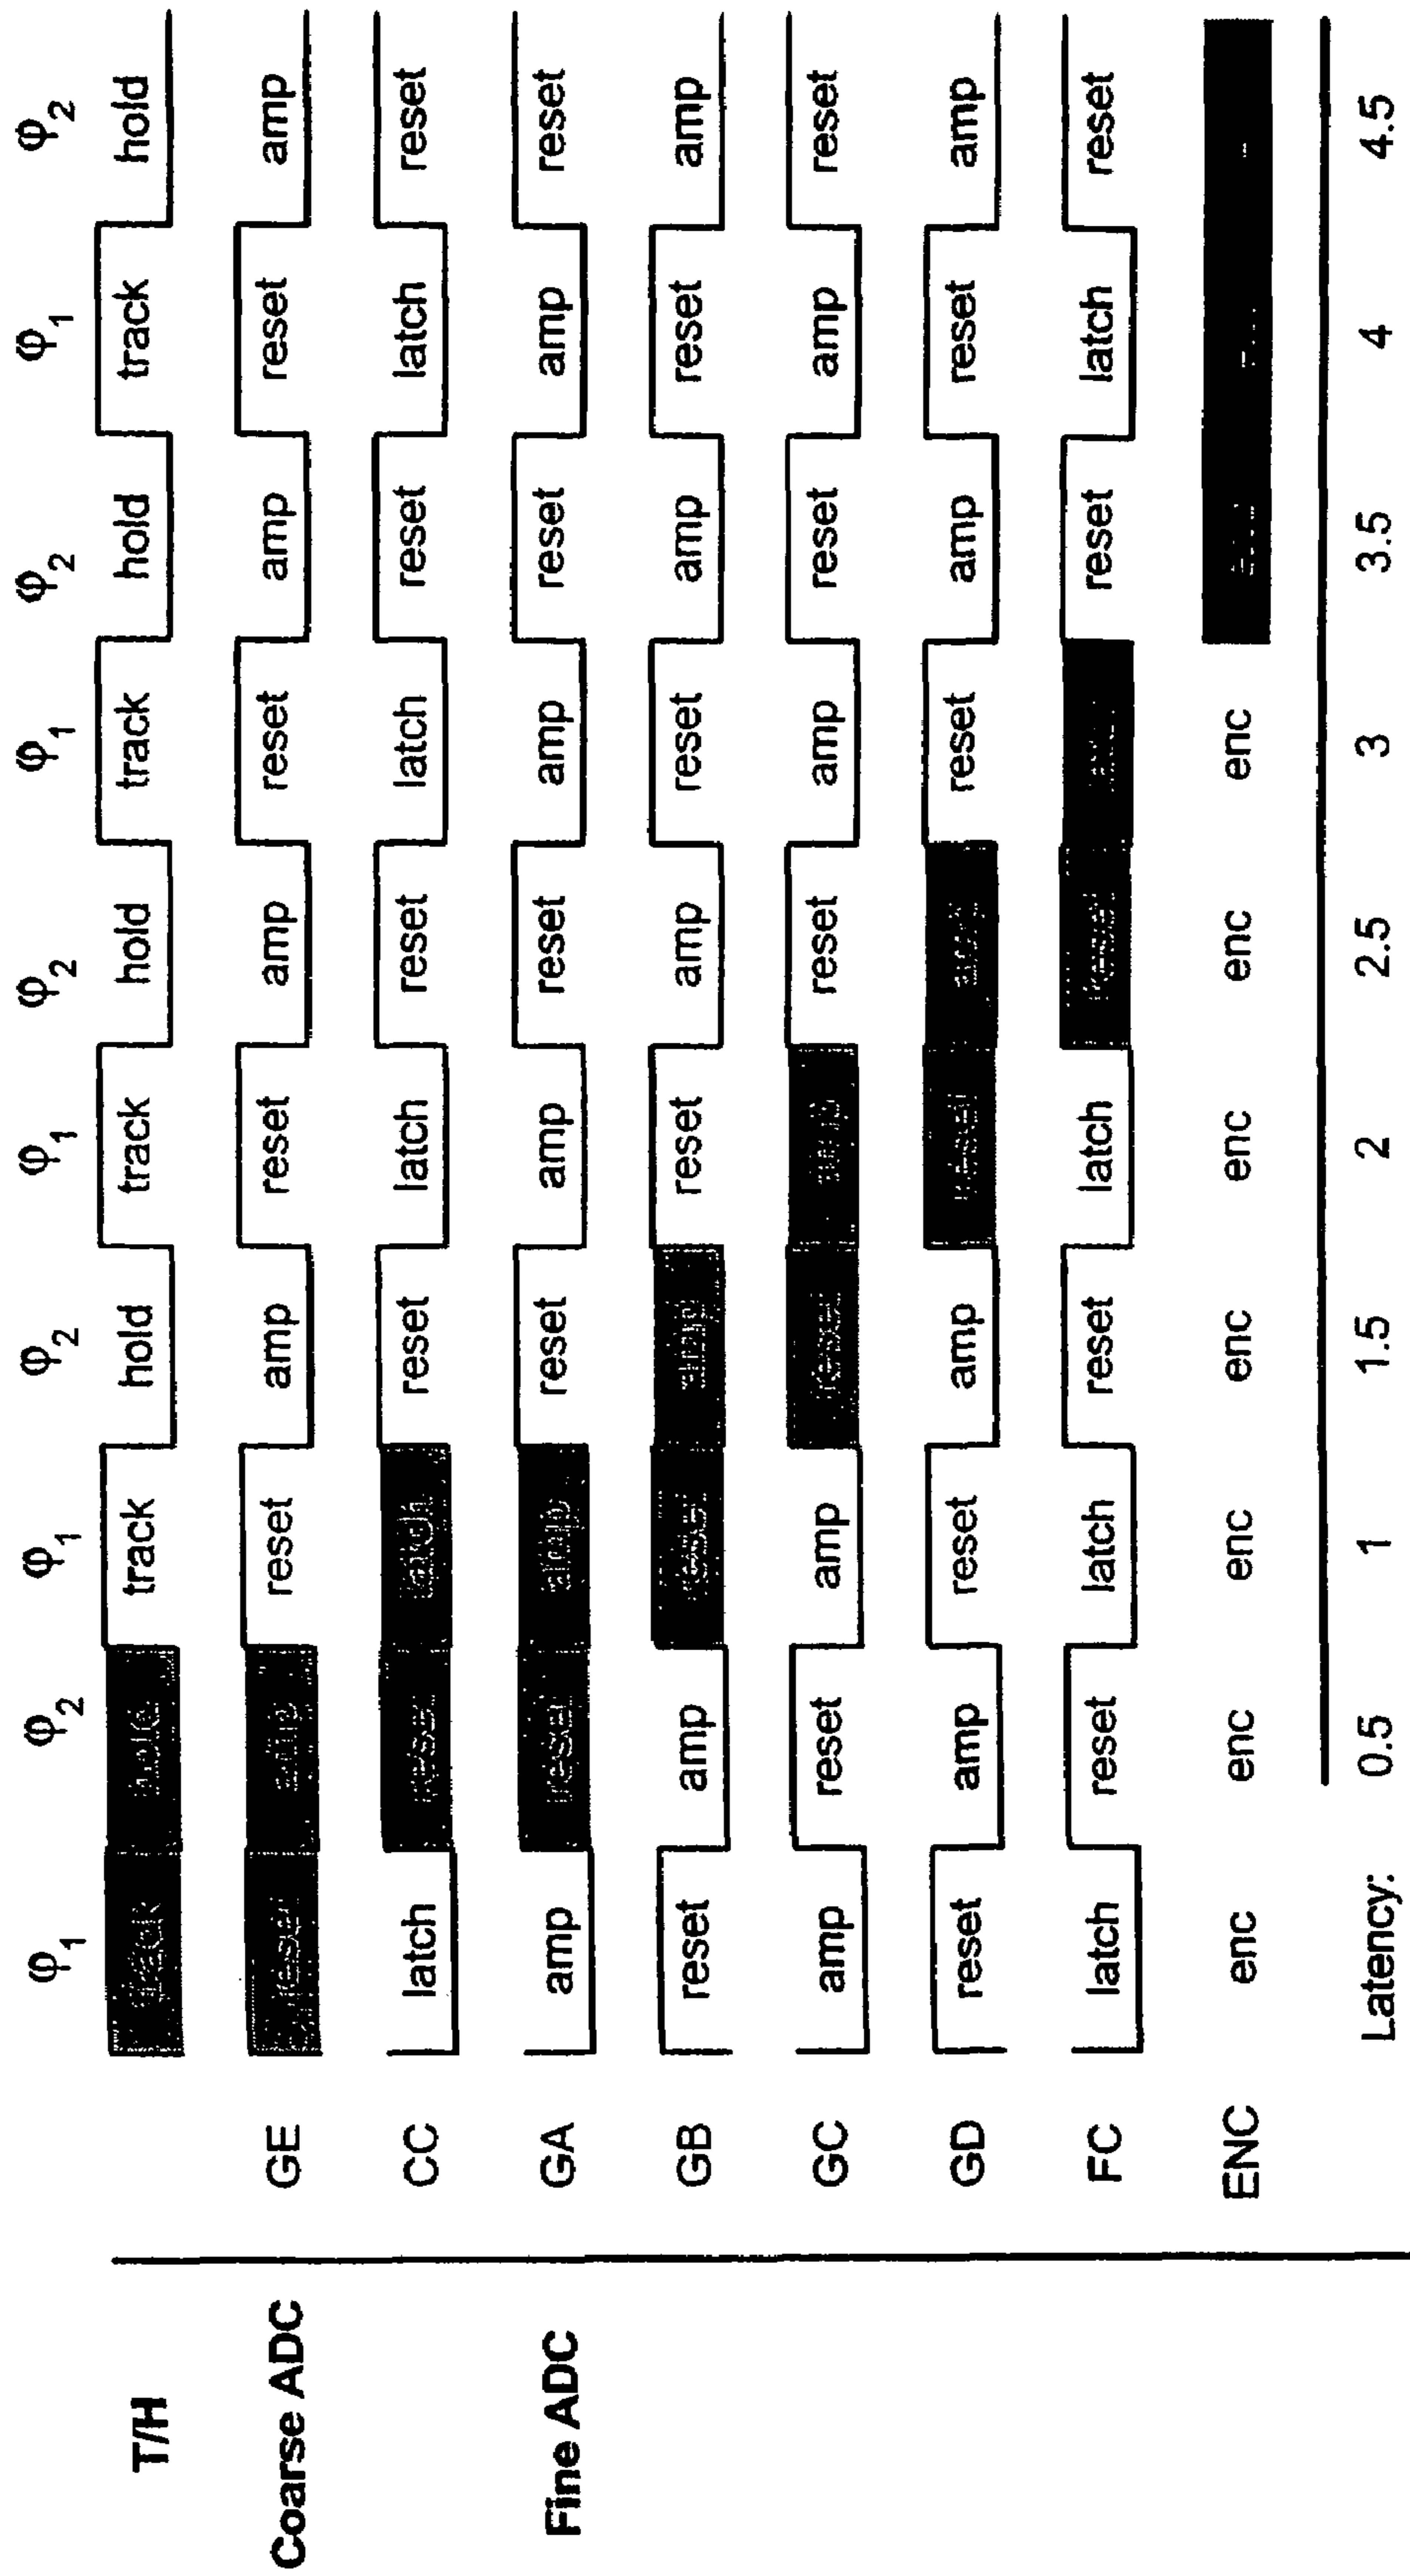 φ1 φ2 φ1 φ2 φ1 φ2 φ1 φ2 φ1 φ2
T/H track hold track hold track hold track hold track hold
Coarse ADC GE reset amp reset amp reset amp reset amp reset amp
CC latch reset latch reset latch reset latch reset latch reset
Fine ADC GA amp reset amp reset amp reset amp reset amp reset
GB reset amp reset amp reset amp reset amp reset amp
GC amp reset amp reset amp reset amp reset amp reset
GD reset amp reset amp reset amp reset amp reset amp
FC latch reset latch reset latch reset latch reset latch reset
ENC enc enc enc enc enc enc enc
Latency: 0.5 1 1.5 2 2.5 3 3.5 4 4.5